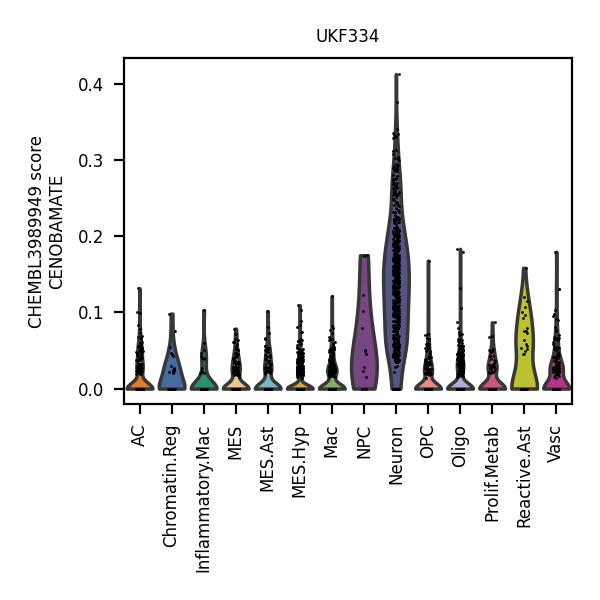 UKF334
CHEMBL3989949 score
CENOBAMATE
0.4
0.3
0.2
0.1
0.0
AC
Chromatin.Reg
Inflammatory.Mac
MES
MES.Ast
MES.Hyp
Mac
NPC
Neuron
OPC
Oligo
Prolif.Metab
Reactive.Ast
Vasc